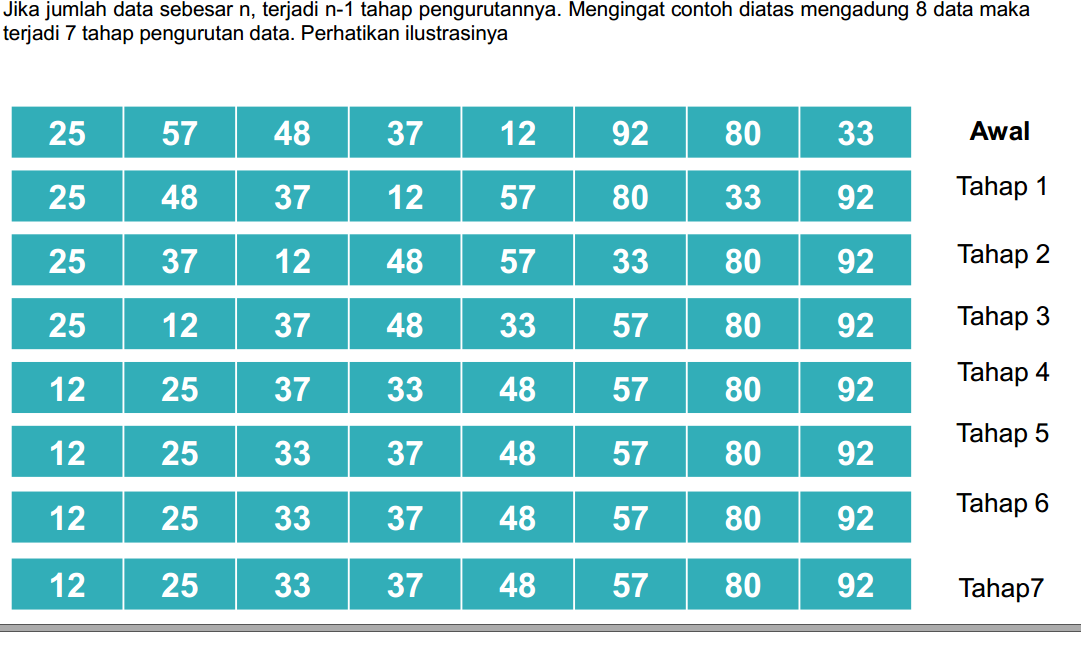 Jika jumlah data sebesar n, terjadi n-1 tahap pengurutannya. Mengingat contoh diatas mengadung 8 data maka
terjadi 7 tahap pengurutan data. Perhatikan ilustrasinya
25 57 48 37 12 92 80 33 Awal
25 48 37 12 57 80 33 92 Tahap 1
25 37 12 48 57 33 80 92 Tahap 2
25 12 37 48 33 57 80 92 Tahap 3
12 25 37 33 48 57 80 92 Tahap 4
12 25 33 37 48 57 80 92 Tahap 5
12 25 33 37 48 57 80 92 Tahap 6
12 25 33 37 48 57 80 92 Tahap7